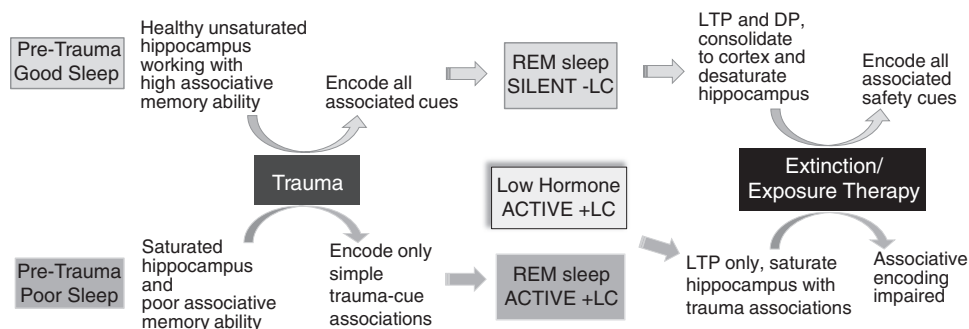 Pre-Trauma
Good Sleep
Healthy unsaturated
hippocampus
working with
high associative
memory ability
Encode all
associated cues
REM sleep
SILENT -LC
LTP and DP,
consolidate
to cortex and
desaturate
hippocampus
Encode all
associated
safety cues
Trauma
Low Hormone
ACTIVE +LC
Extinction/
Exposure Therapy
Pre-Trauma
Poor Sleep
Saturated
hippocampus
and
poor associative
memory ability
Encode only
simple
trauma-cue
associations
REM sleep
ACTIVE +LC
LTP only, saturate
hippocampus with
trauma associations
Associative
encoding
impaired